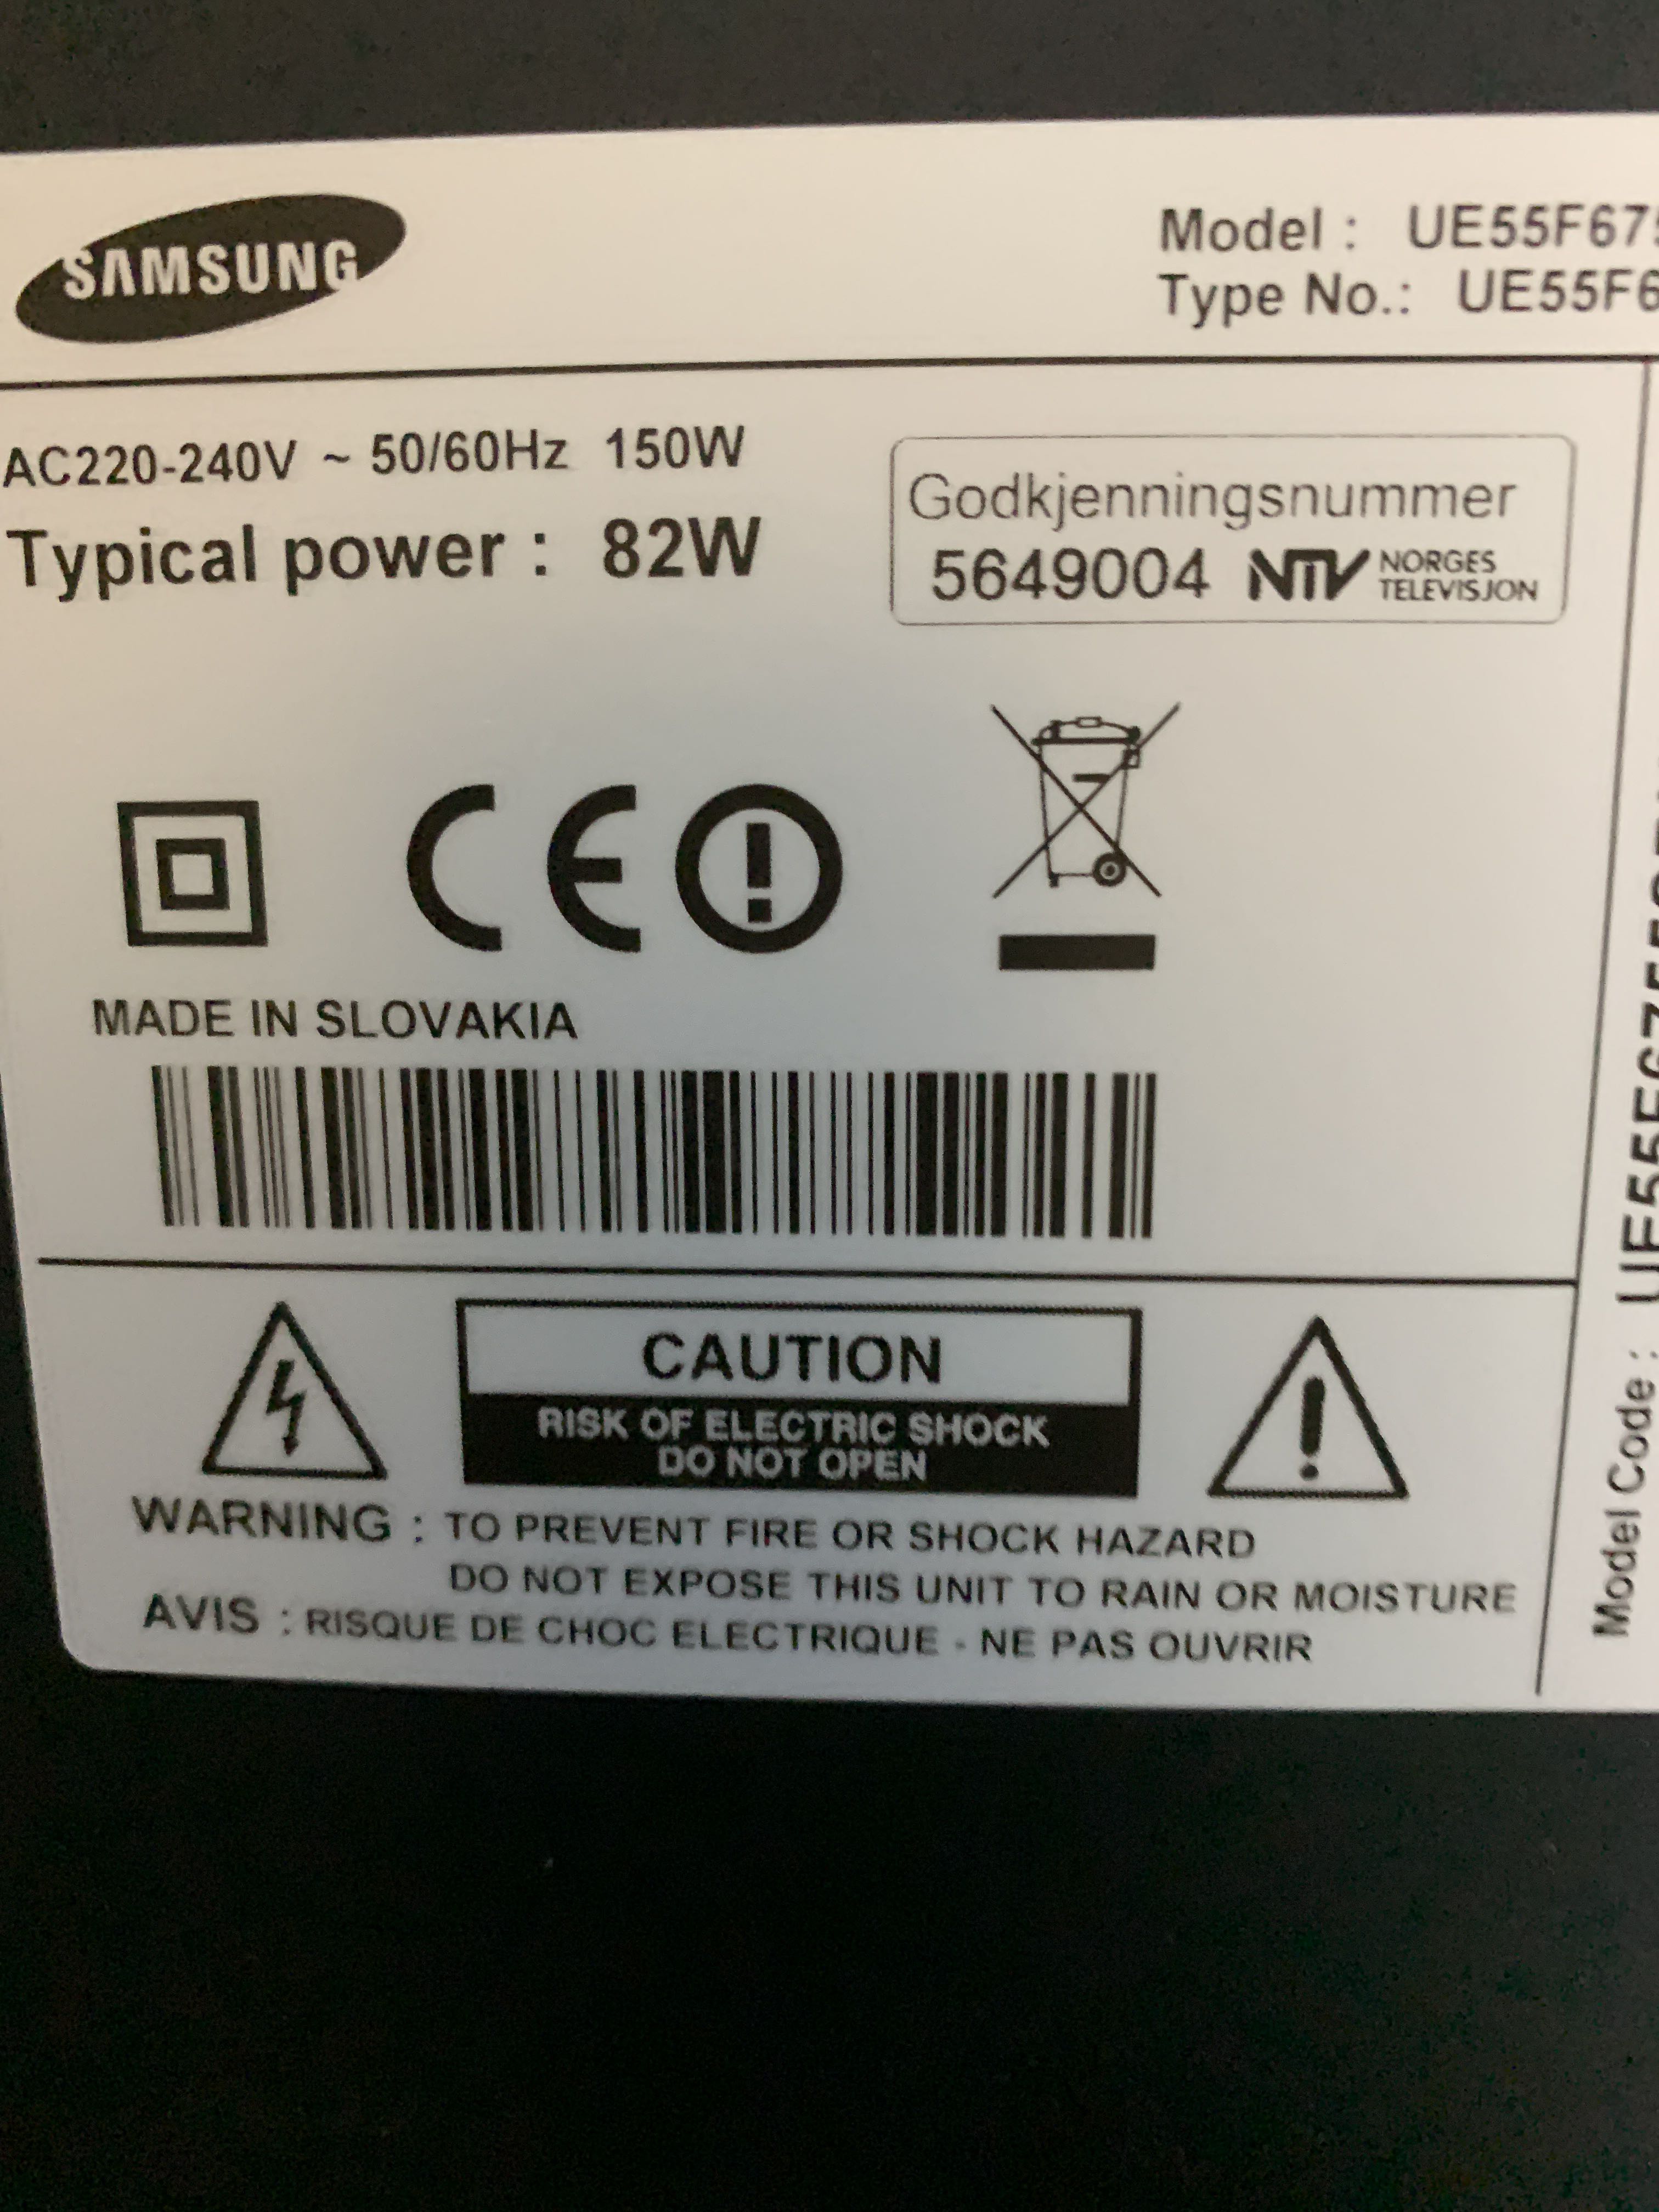 SAMSUNG
Model : UE55F675
Type No.: UE55F6
AC220-240V ~ 50/60Hz 150W
Typical power : 82W
Godkjenningsnummer
5649004 NTV NORGES
TELEVISJON
CE
MADE IN SLOVAKIA
CAUTION
RISK OF ELECTRIC SHOCK
DO NOT OPEN
WARNING : TO PREVENT FIRE OR SHOCK HAZARD
DO NOT EXPOSE THIS UNIT TO RAIN OR MOISTURE
AVIS : RISQUE DE CHOC ELECTRIQUE - NE PAS OUVRIR
Model Code :